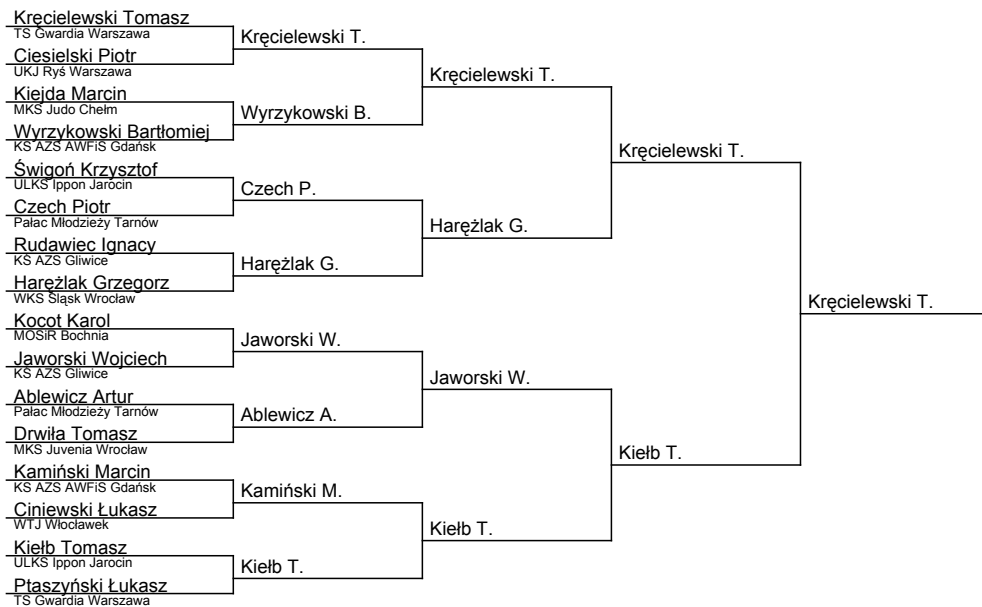 Kręcielewski Tomasz
TS Gwardia Warszawa
Kręcielewski T.
Ciesielski Piotr
UKJ Ryś Warszawa
Kręcielewski T.
Kiejda Marcin
MKS Judo Chełm
Wyrzykowski B.
Wyrzykowski Bartłomiej
KS AZS AWFiS Gdańsk
Kręcielewski T.
Świgoń Krzysztof
ULKS Ippon Jarocin
Czech P.
Czech Piotr
Pałac Młodzieży Tarnów
Harężlak G.
Rudawiec Ignacy
KS AZS Gliwice
Harężlak G.
Harężlak Grzegorz
WKS Śląsk Wrocław
Kręcielewski T.
Kocot Karol
MOSiR Bochnia
Jaworski W.
Jaworski Wojciech
KS AZS Gliwice
Jaworski W.
Ablewicz Artur
Pałac Młodzieży Tarnów
Ablewicz A.
Drwiła Tomasz
MKS Juvenia Wrocław
Kiełb T.
Kamiński Marcin
KS AZS AWFiS Gdańsk
Kamiński M.
Ciniewski Łukasz
WTJ Włocławek
Kiełb T.
Kiełb Tomasz
ULKS Ippon Jarocin
Kiełb T.
Ptaszyński Łukasz
TS Gwardia Warszawa